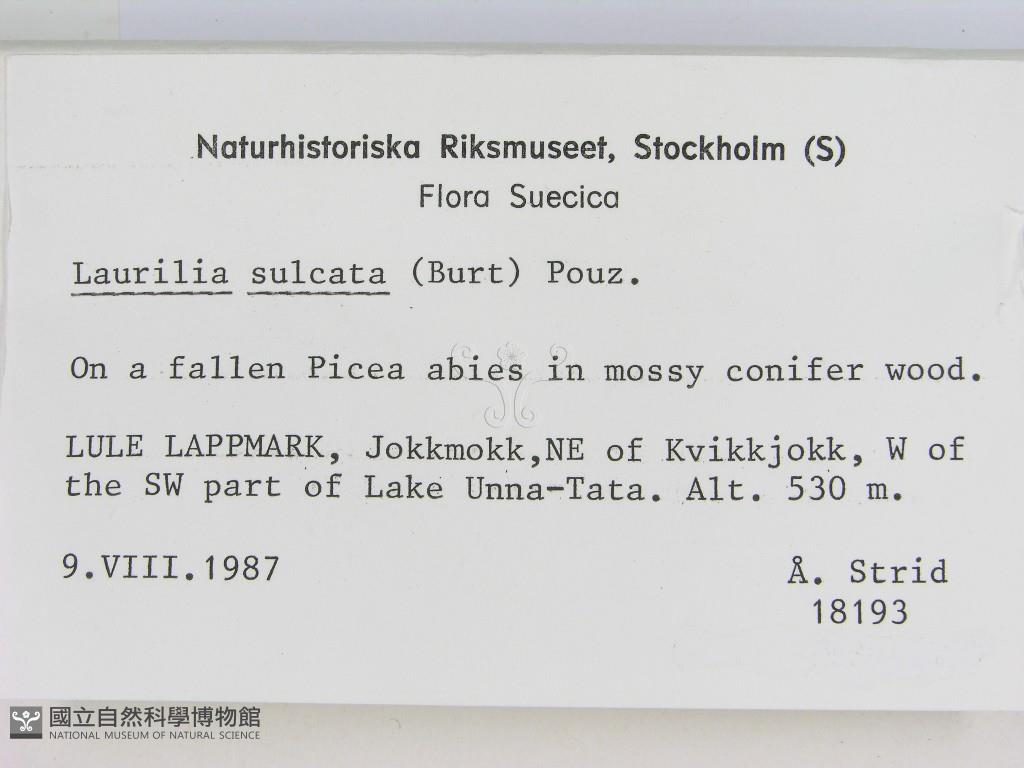 Naturhistoriska Riksmuseet, Stockholm (S)
Flora Suecica
Laurilia sulcata (Burt) Pouz.
On a fallen Picea abies in mossy conifer wood.
LULE LAPPMARK, Jokkmokk,NE of Kvikkjokk, W of
the SW part of Lake Unna-Tata. Alt. 530 m.
9.VIII.1987
Å. Strid
18193
國立自然科學博物館
NATIONAL MUSEUM OF NATURAL SCIENCE